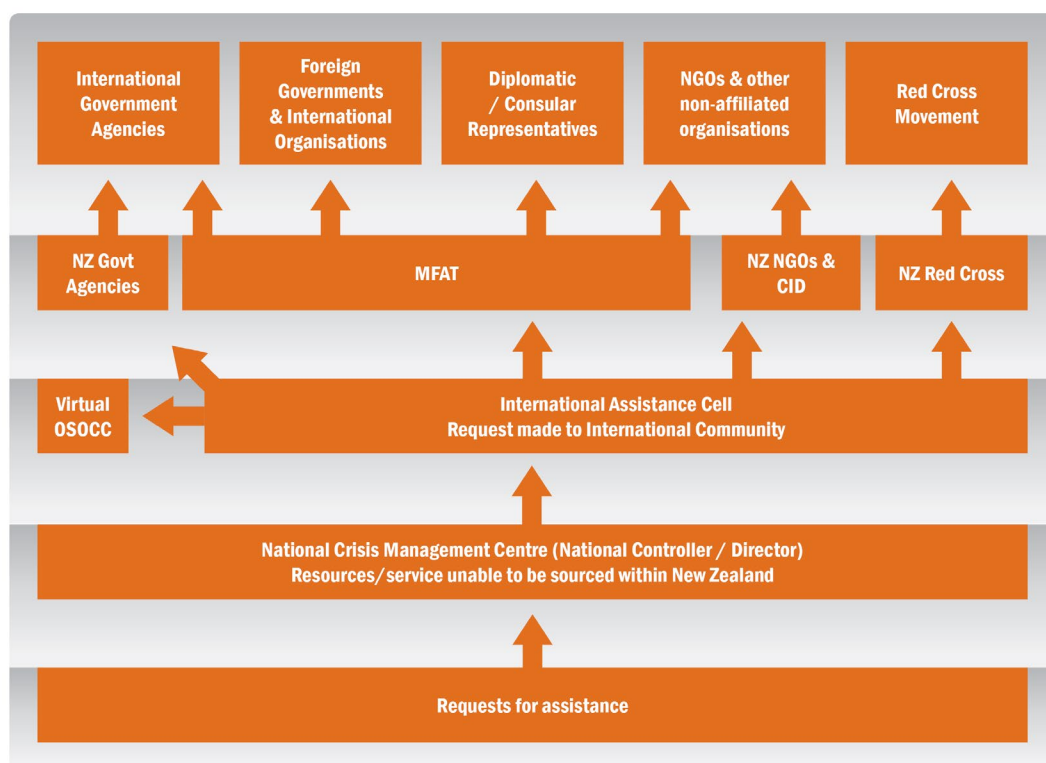 International
Government
Agencies
Foreign
Governments
& International
Organisations
Diplomatic
/ Consular
Representatives
NGOs & other
non-affiliated
organisations
Red Cross
Movement
NZ Govt
Agencies
MFAT
NZ NGOs &
CID
NZ Red Cross
Virtual
OSOCC
International Assistance Cell
Request made to International Community
National Crisis Management Centre (National Controller / Director)
Resources/service unable to be sourced within New Zealand
Requests for assistance